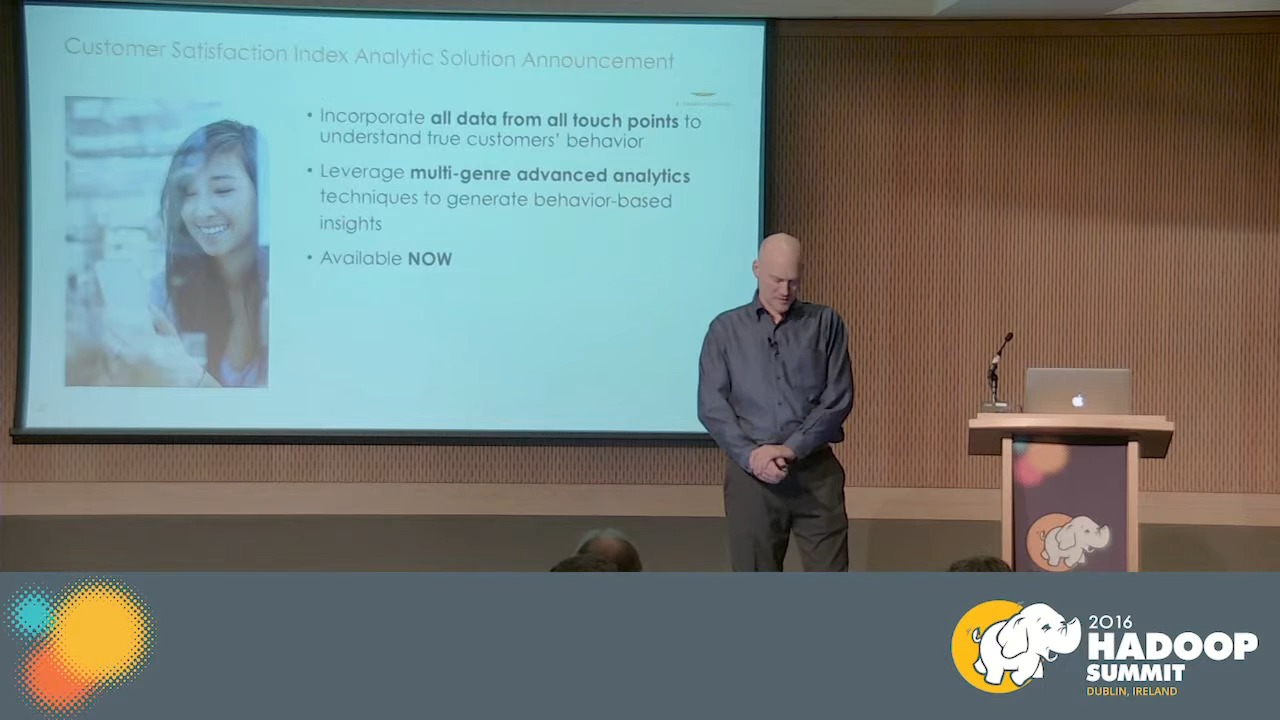 Customer Satisfaction Index Analytic Solution Announcement
• Incorporate all data from all touch points to
understand true customers' behavior
• Leverage multi-genre advanced analytics
techniques to generate behavior-based
insights
• Available NOW
2016
HADOOP
SUMMIT
DUBLIN, IRELAND